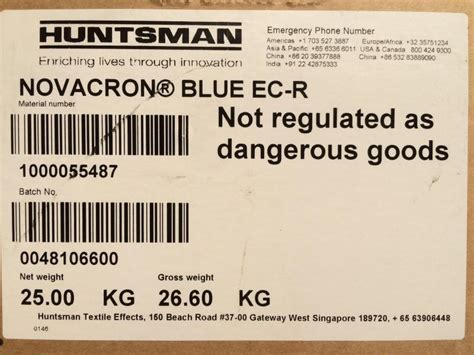 HUNTSMAN
Enriching lives through innovation
Emergency Phone Number
Americas +1 703 527 3887 Europe/Africa +32 35751234
Asia & Pacific +65 6336 6011 USA & Canada 800 424 9300
China +86 20 39377888 China +86 532 83889090
India +91 22 42875333
NOVACRON® BLUE EC-R
Material number
1000055487
Not regulated as
dangerous goods
Batch No.
0048106600
Net weight Gross weight
25.00 KG 26.60 KG
Huntsman Textile Effects, 150 Beach Road #37-00 Gateway West Singapore 189720, + 65 63906448
0146